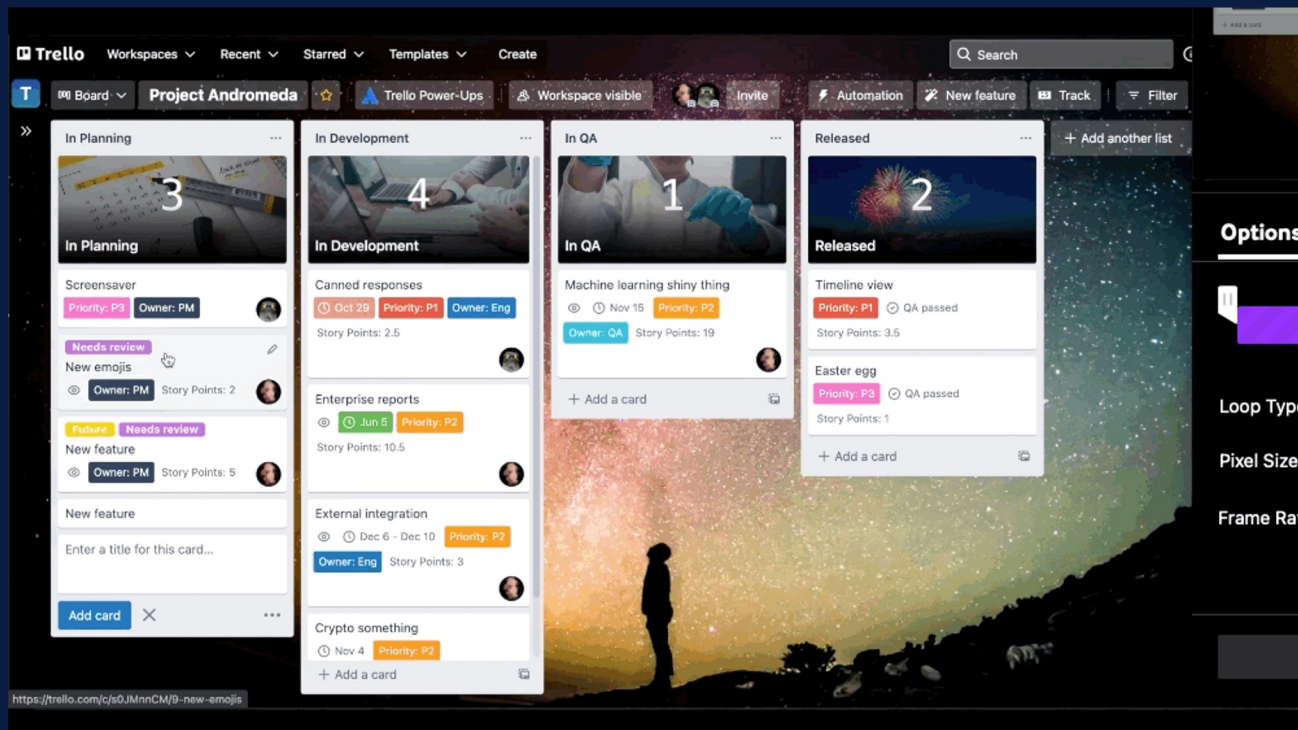 + Add a card
Trello Workspaces Recent Starred Templates Create Search
T Board Project Andromeda Trello Power-Ups Workspace visible Invite Automation New feature Track Filter
In Planning
3
In Planning
Screensaver
Priority: P3 Owner: PM
Needs review
New emojis
Owner: PM Story Points: 2
Future Needs review
New feature
Owner: PM Story Points: 5
New feature
Enter a title for this card...
Add card
In Development
4
In Development
Canned responses
Oct 29 Priority: P1 Owner: Eng
Story Points: 2.5
Enterprise reports
Jun 5 Priority: P2
Story Points: 10.5
External integration
Dec 6 - Dec 10 Priority: P2
Owner: Eng Story Points: 3
Crypto something
Nov 4 Priority: P2
+ Add a card
In QA
1
In QA
Machine learning shiny thing
Nov 15 Priority: P2
Owner: QA Story Points: 19
+ Add a card
Released
2
Released
Timeline view
Priority: P1 QA passed
Story Points: 3.5
Easter egg
Priority: P3 QA passed
Story Points: 1
+ Add a card
+ Add another list
Options
Loop Type
Pixel Size
Frame Ra
https://trello.com/c/s0JMnnCM/9-new-emojis